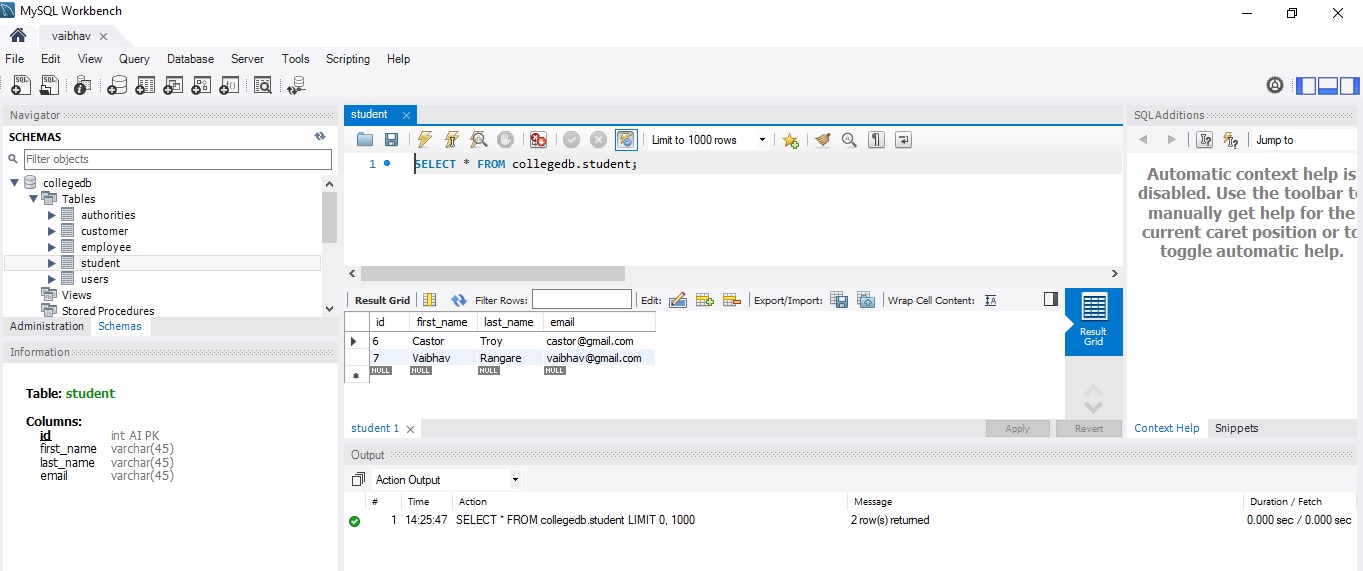 MySQL Workbench
vaibhav
File Edit View Query Database Server Tools Scripting Help
Navigator
SCHEMAS
Filter objects
collegedb
Tables
authorities
customer
employee
student
users
Views
Stored Procedures
Administration Schemas
Information
Table: student
Columns:
id int AI PK
first_name varchar(45)
last_name varchar(45)
email varchar(45)
student
Limit to 1000 rows
1 SELECT * FROM collegedb.student;
Result Grid Filter Rows: Edit: Export/Import: Wrap Cell Content:
id first_name last_name email
6 Castor Troy castor@gmail.com
7 Vaibhav Rangare vaibhav@gmail.com
NULL NULL NULL NULL
Result
Grid
student 1 Apply Revert
Output
Action Output
# Time Action Message Duration / Fetch
1 14:25:47 SELECT * FROM collegedb.student LIMIT 0, 1000 2 row(s) returned 0.000 sec / 0.000 sec
SQLAdditions
Jump to
Automatic context help is
disabled. Use the toolbar to
manually get help for the
current caret position or to
toggle automatic help.
Context Help Snippets